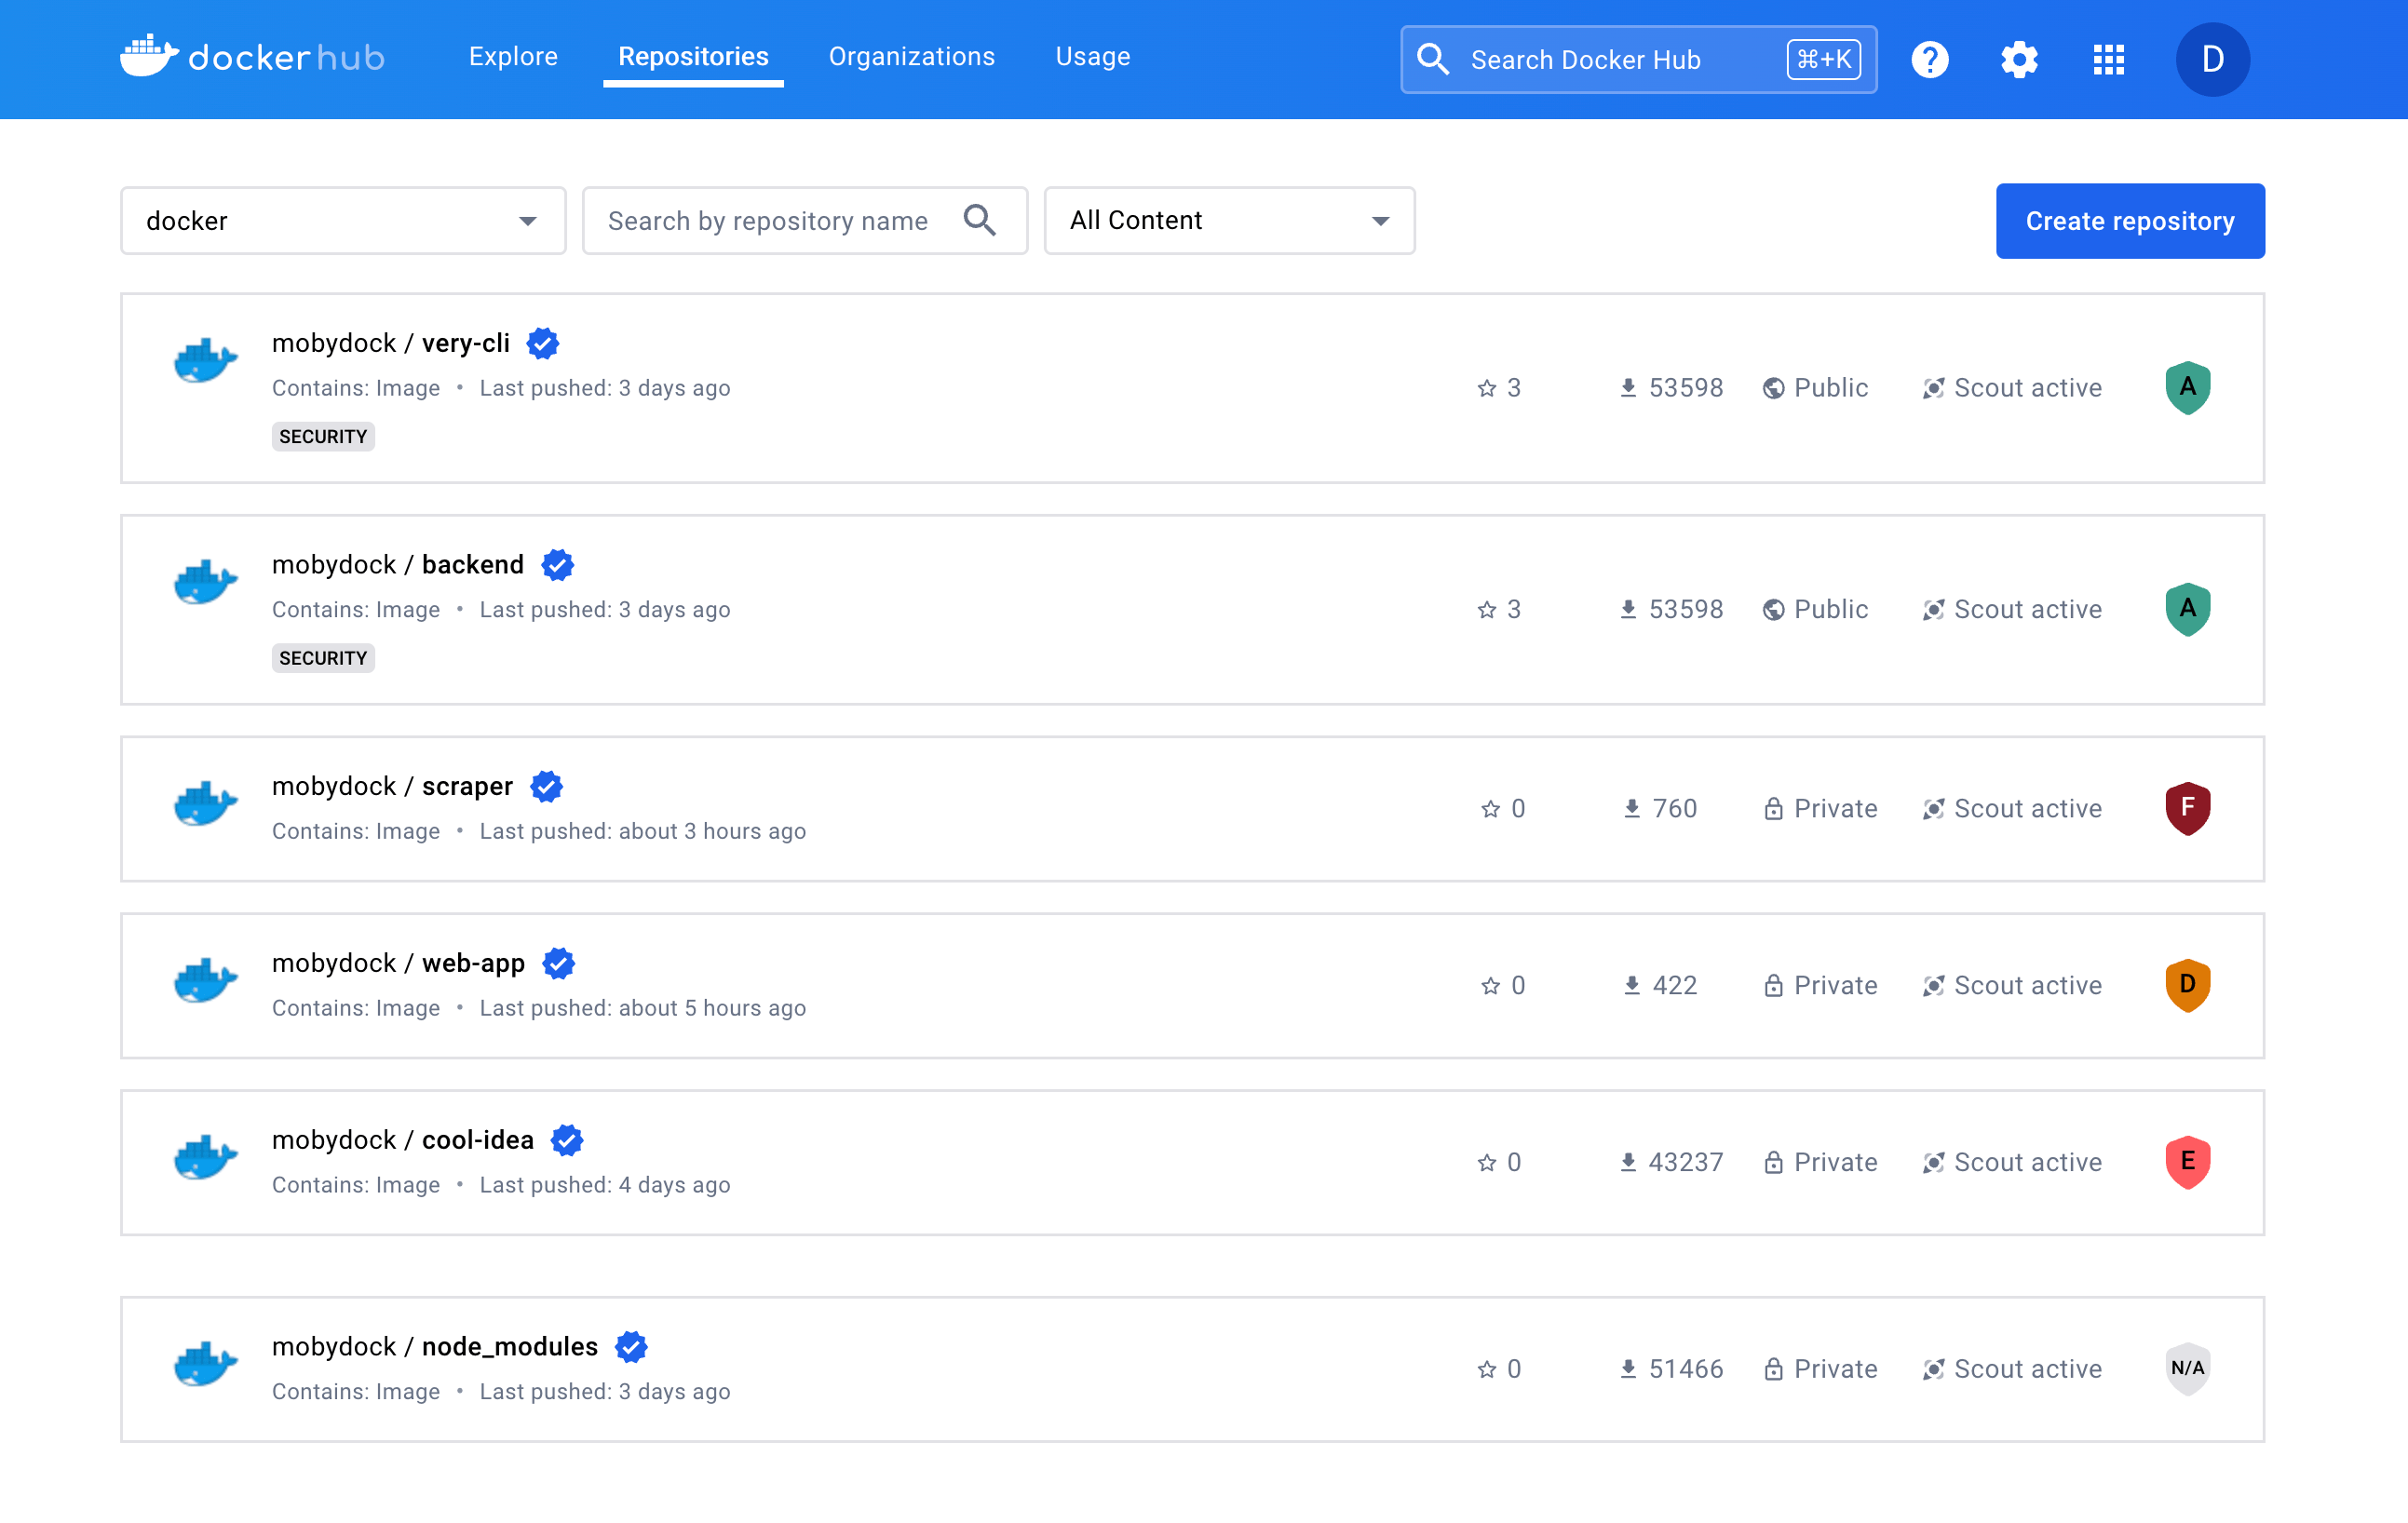 dockerhub Explore Repositories Organizations Usage Search Docker Hub ⌘+K ? D
docker Search by repository name All Content Create repository
mobydock / very-cli
Contains: Image • Last pushed: 3 days ago 3 53598 Public Scout active A
SECURITY
mobydock / backend
Contains: Image • Last pushed: 3 days ago 3 53598 Public Scout active A
SECURITY
mobydock / scraper
Contains: Image • Last pushed: about 3 hours ago 0 760 Private Scout active F
mobydock / web-app
Contains: Image • Last pushed: about 5 hours ago 0 422 Private Scout active D
mobydock / cool-idea
Contains: Image • Last pushed: 4 days ago 0 43237 Private Scout active E
mobydock / node_modules
Contains: Image • Last pushed: 3 days ago 0 51466 Private Scout active N/A